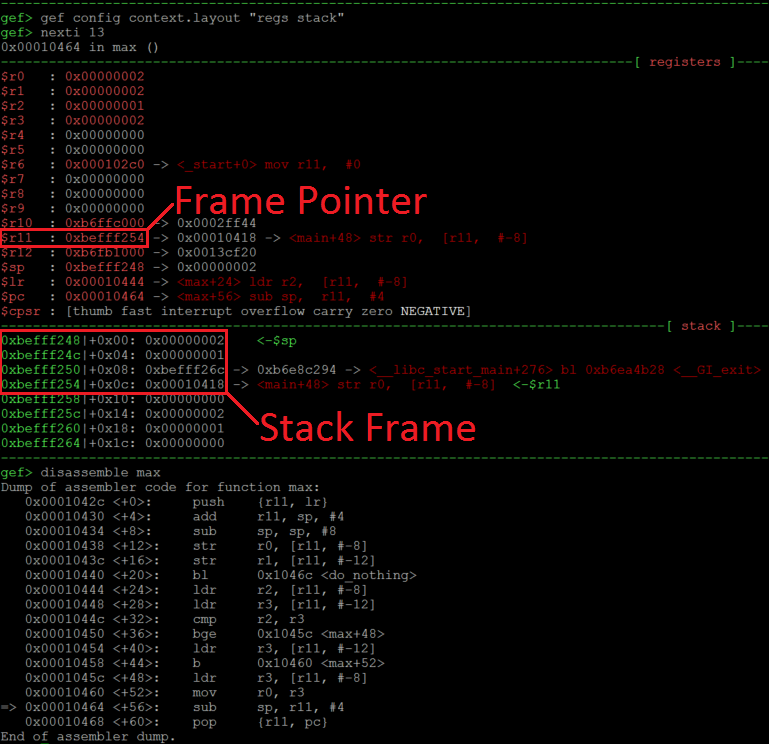 gef> gef config context.layout "regs stack"
gef> nexti 13
0x00010464 in max ()
[ registers ]
$r0 : 0x00000002
$r1 : 0x00000002
$r2 : 0x00000001
$r3 : 0x00000002
$r4 : 0x00000000
$r5 : 0x00000000
$r6 : 0x000102c0 -> <_start+0> mov r11, #0
$r7 : 0x00000000
$r8 : 0x00000000
$r9 : 0x00000000
Frame Pointer
$r10 : 0xb6ffc000 -> 0x0002ff44
$r11 : 0xbefff254 -> 0x00010418 -> <main+48> str r0, [r11, #-8]
$r12 : 0xb6fb1000 -> 0x0013cf20
$sp : 0xbefff248 -> 0x00000002
$lr : 0x00010444 -> <max+24> ldr r2, [r11, #-8]
$pc : 0x00010464 -> <max+56> sub sp, r11, #4
$cpsr : [thumb fast interrupt overflow carry zero NEGATIVE]
[ stack ]
0xbefff248|+0x00: 0x00000002 <-$sp
0xbefff24c|+0x04: 0x00000001
0xbefff250|+0x08: 0xbefff26c -> 0xb6e8c294 -> <__libc_start_main+276> bl 0xb6ea4b28 <__GI_exit>
0xbefff254|+0x0c: 0x00010418 -> <main+48> str r0, [r11, #-8] <-$r11
0xbefff258|+0x10: 0x00000000
0xbefff25c|+0x14: 0x00000002
0xbefff260|+0x18: 0x00000001
0xbefff264|+0x1c: 0x00000000
Stack Frame
gef> disassemble max
Dump of assembler code for function max:
0x0001042c <+0>: push {r11, lr}
0x00010430 <+4>: add r11, sp, #4
0x00010434 <+8>: sub sp, sp, #8
0x00010438 <+12>: str r0, [r11, #-8]
0x0001043c <+16>: str r1, [r11, #-12]
0x00010440 <+20>: bl 0x1046c <do_nothing>
0x00010444 <+24>: ldr r2, [r11, #-8]
0x00010448 <+28>: ldr r3, [r11, #-12]
0x0001044c <+32>: cmp r2, r3
0x00010450 <+36>: bge 0x1045c <max+48>
0x00010454 <+40>: ldr r3, [r11, #-12]
0x00010458 <+44>: b 0x10460 <max+52>
0x0001045c <+48>: ldr r3, [r11, #-8]
0x00010460 <+52>: mov r0, r3
=> 0x00010464 <+56>: sub sp, r11, #4
0x00010468 <+60>: pop {r11, pc}
End of assembler dump.